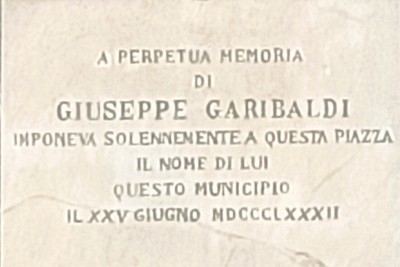 A PERPETUA MEMORIA
DI
GIUSEPPE GARIBALDI
IMPONEVA SOLENNEMENTE A QUESTA PIAZZA
IL NOME DI LUI
QUESTO MUNICIPIO
IL XXV GIUGNO MDCCCLXXXII